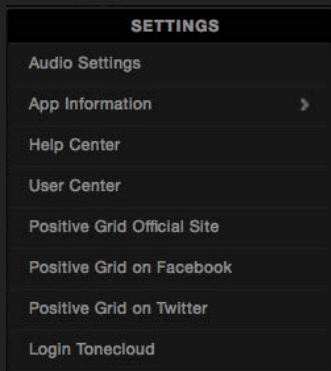 SETTINGS
Audio Settings
App Information
Help Center
User Center
Positive Grid Official Site
Positive Grid on Facebook
Positive Grid on Twitter
Login Tonecloud